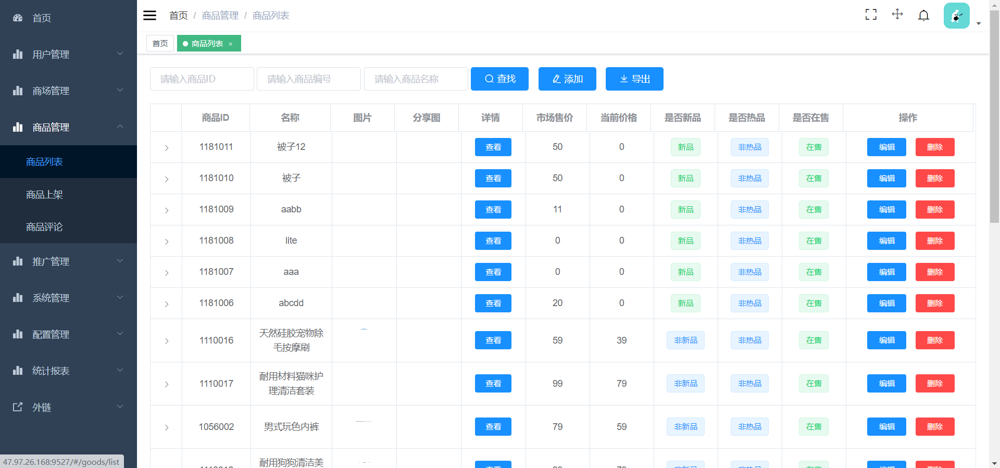 首页
用户管理
商场管理
商品管理
商品列表
商品上架
商品评论
推广管理
系统管理
配置管理
统计报表
外链
47.97.26.168:9527/#/goods/list
首页 / 商品管理 / 商品列表
首页 商品列表 ×
请输入商品ID 请输入商品编号 请输入商品名称 查找 添加 导出
商品ID 名称 图片 分享图 详情 市场售价 当前价格 是否新品 是否热品 是否在售 操作
1181011 被子12 查看 50 0 新品 非热品 在售 编辑 删除
1181010 被子 查看 50 0 新品 非热品 在售 编辑 删除
1181009 aabb 查看 11 0 新品 非热品 在售 编辑 删除
1181008 lite 查看 0 0 新品 非热品 在售 编辑 删除
1181007 aaa 查看 0 0 新品 非热品 在售 编辑 删除
1181006 abcdd 查看 20 0 新品 非热品 在售 编辑 删除
1110016 天然硅胶宠物除
毛按摩刷 查看 59 39 非新品 非热品 在售 编辑 删除
1110017 耐用材料猫咪护
理清洁套装 查看 99 79 非新品 非热品 在售 编辑 删除
1056002 男式玩色内裤 查看 79 59 非新品 非热品 在售 编辑 删除
耐用狗狗清洁美